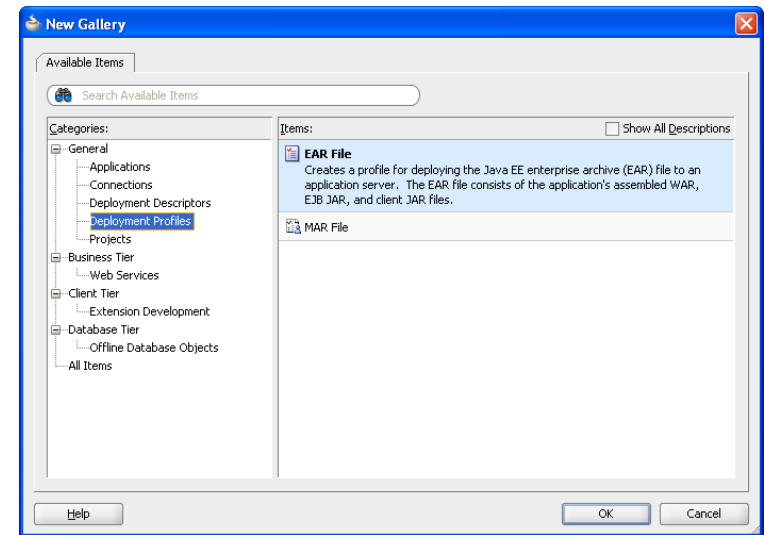 New Gallery
Available Items
Search Available Items
Categories:
General
Applications
Connections
Deployment Descriptors
Deployment Profiles
Projects
Business Tier
Web Services
Client Tier
Extension Development
Database Tier
Offline Database Objects
All Items
Items:
Show All Descriptions
EAR File
Creates a profile for deploying the Java EE enterprise archive (EAR) file to an
application server. The EAR file consists of the application's assembled WAR,
EJB JAR, and client JAR files.
MAR File
Help
OK
Cancel